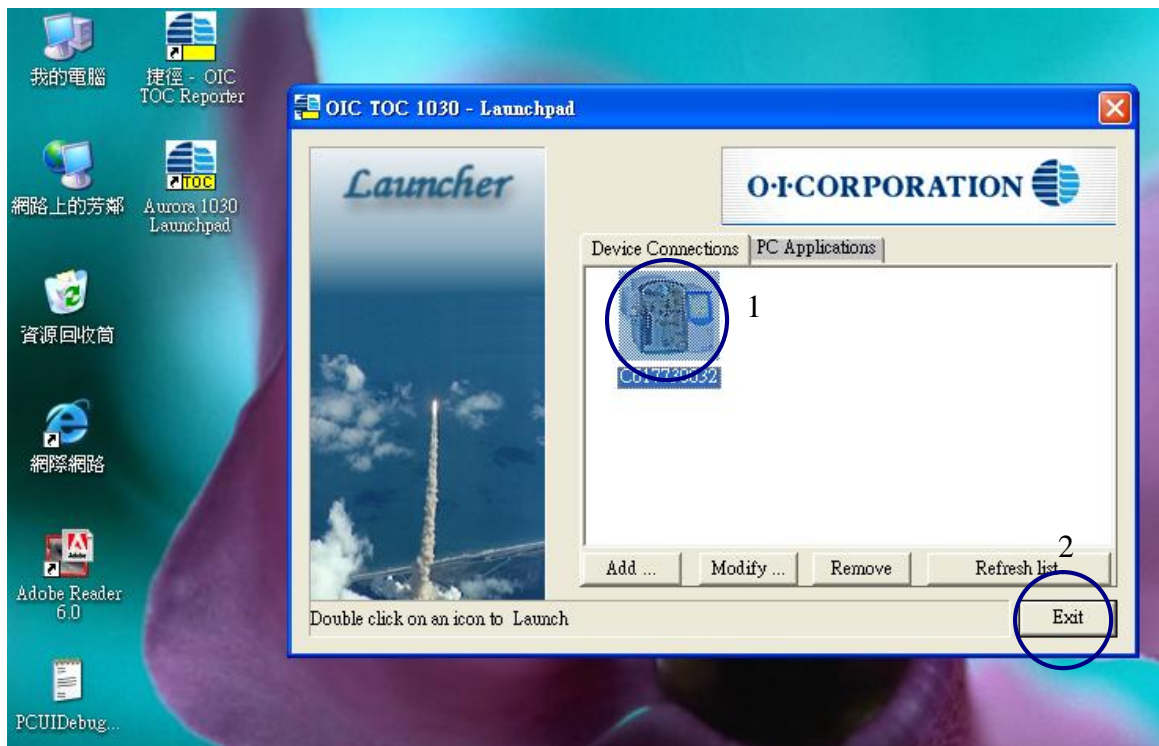 我的電腦
捷徑 - OIC
TOC Reporter
網路上的芳鄰
TOC
Aurora 1030
Launchpad
資源回收筒
網際網路
Adobe
Adobe Reader
6.0
PCUIDebug...
OIC TOC 1030 - Launchpad
Launcher
O·I·CORPORATION
Device Connections
PC Applications
1
C617730632
Add ...
Modify ...
Remove
Refresh list
2
Double click on an icon to Launch
Exit